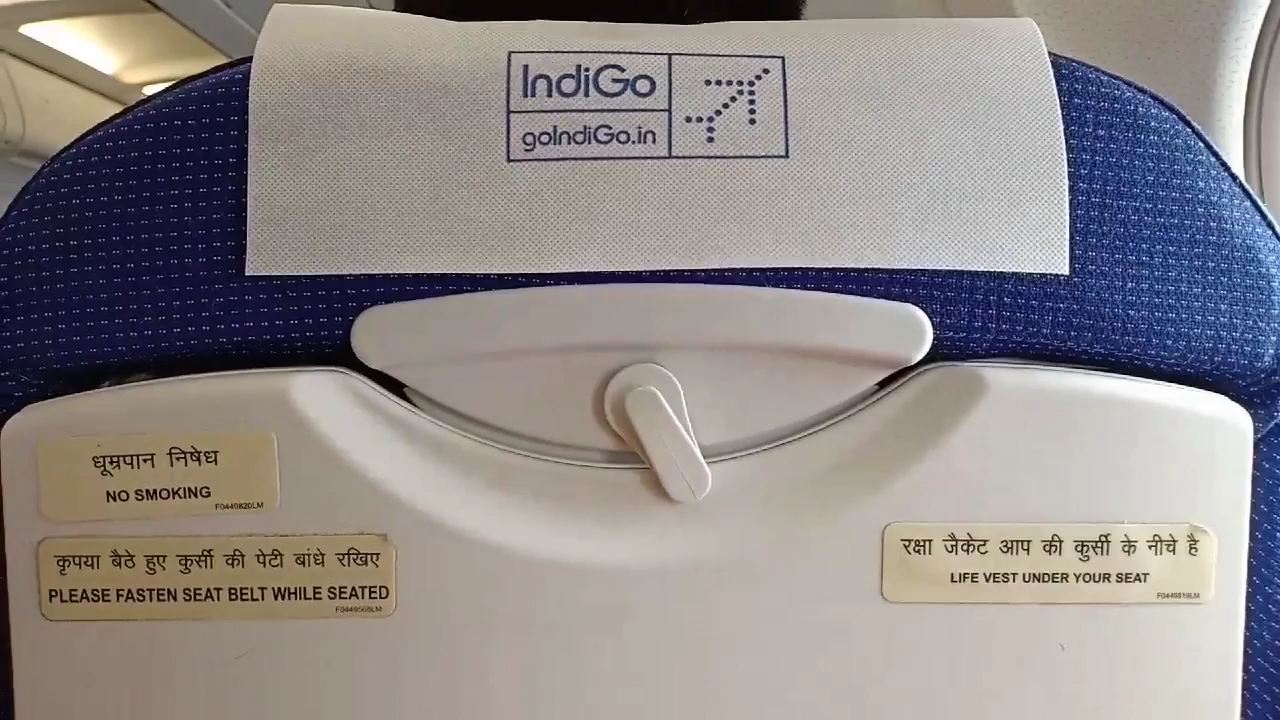 IndiGo
goIndiGo.in
धूम्रपान निषेध
NO SMOKING
F0449820LM
कृपया बैठे हुए कुर्सी की पेटी बांधे रखिए
PLEASE FASTEN SEAT BELT WHILE SEATED
F0449568LM
रक्षा जैकेट आप की कुर्सी के नीचे है
LIFE VEST UNDER YOUR SEAT
F0449819LM